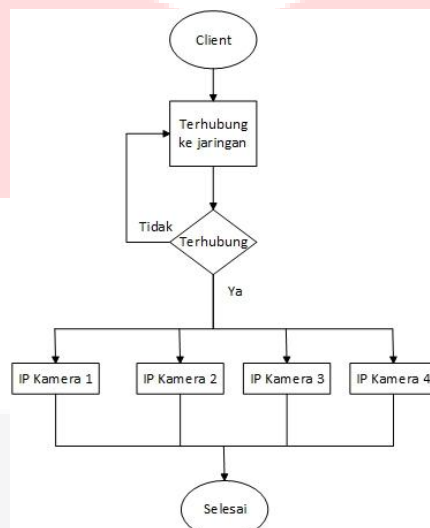 Client
Terhubung
ke jaringan
Tidak
Terhubung
Ya
IP Kamera 1
IP Kamera 2
IP Kamera 3
IP Kamera 4
Selesai